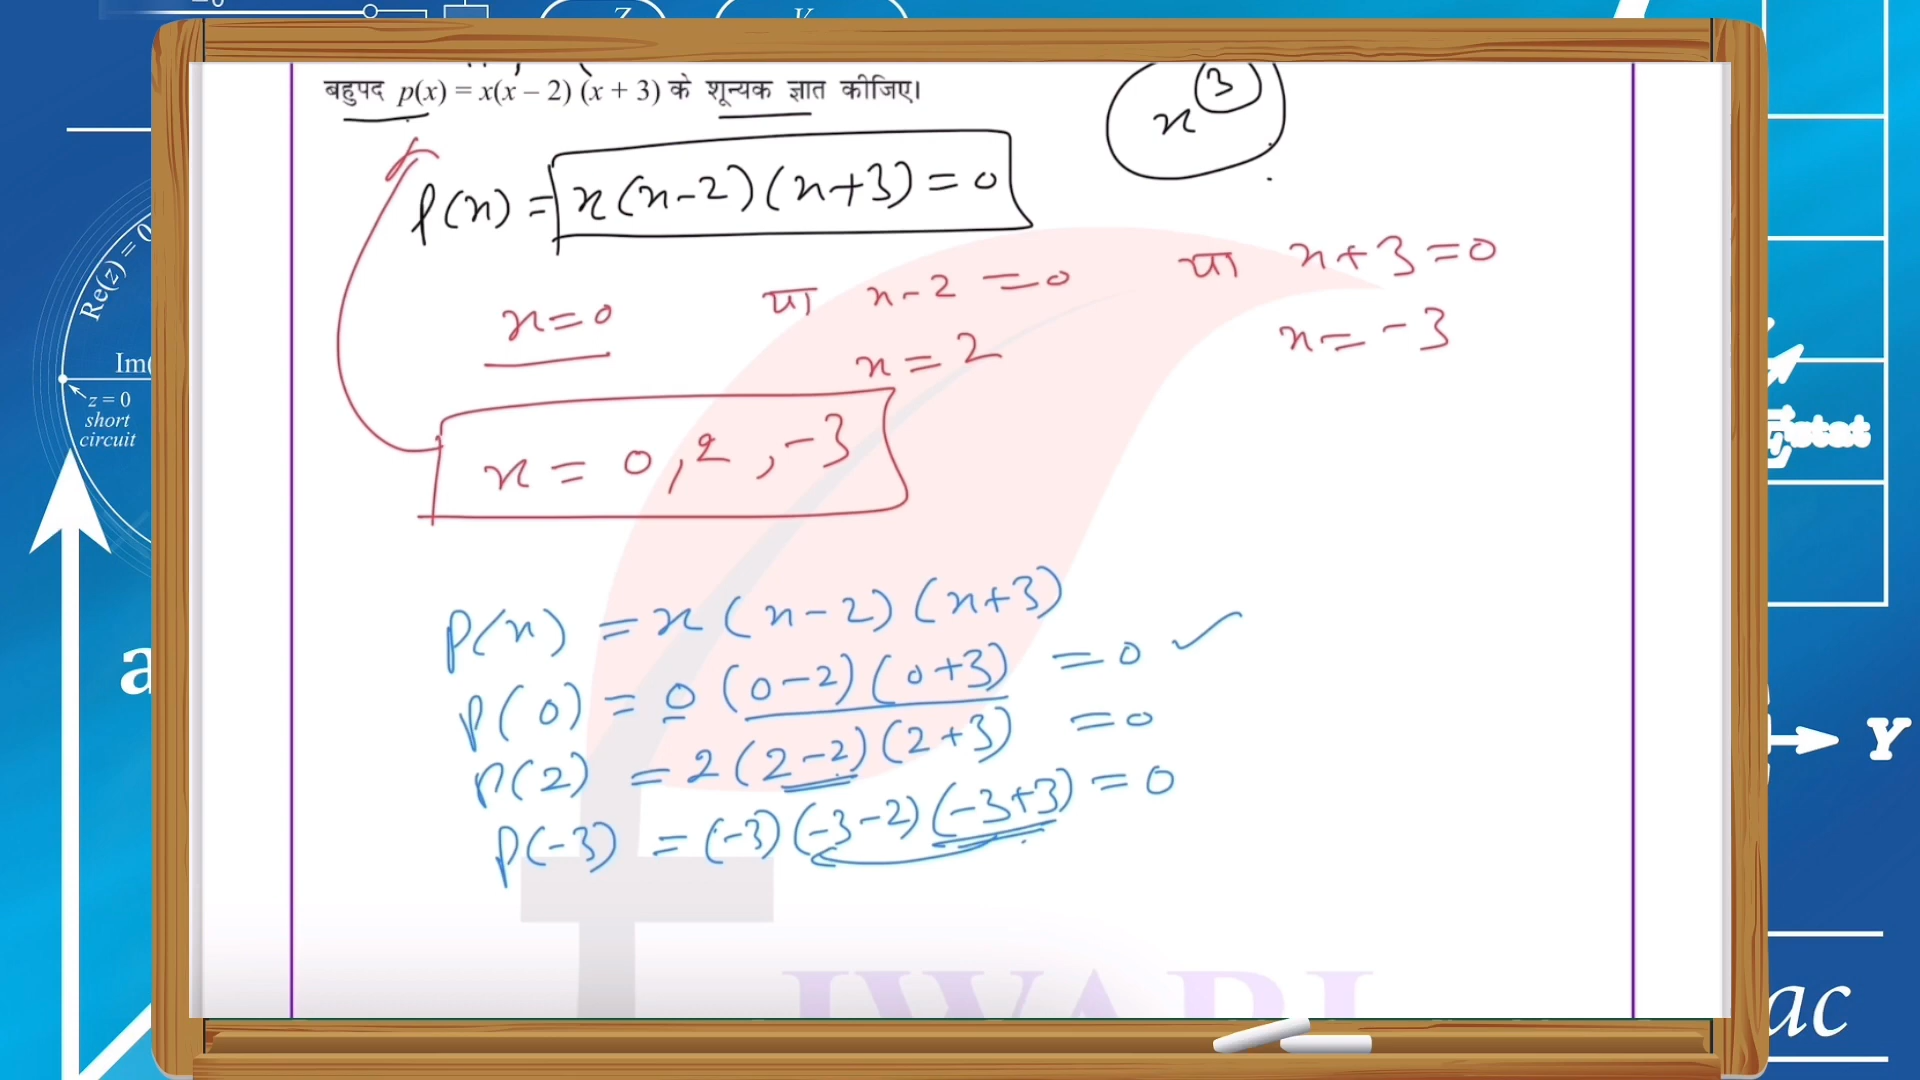 बहुपद p(x) = x(x – 2) (x + 3) के शून्यक ज्ञात कीजिए।
x³
P(x) = x(x-2)(x+3) = 0
x = 0 या x-2 = 0 या x+3 = 0
x = 2 x = -3
x = 0, 2, -3
P(x) = x(x-2)(x+3)
P(0) = 0(0-2)(0+3) = 0 ✓
P(2) = 2(2-2)(2+3) = 0
P(-3) = (-3)(-3-2)(-3+3) = 0
Re(z) = 0
Im(
z = 0
short
circuit
a
Y
ac